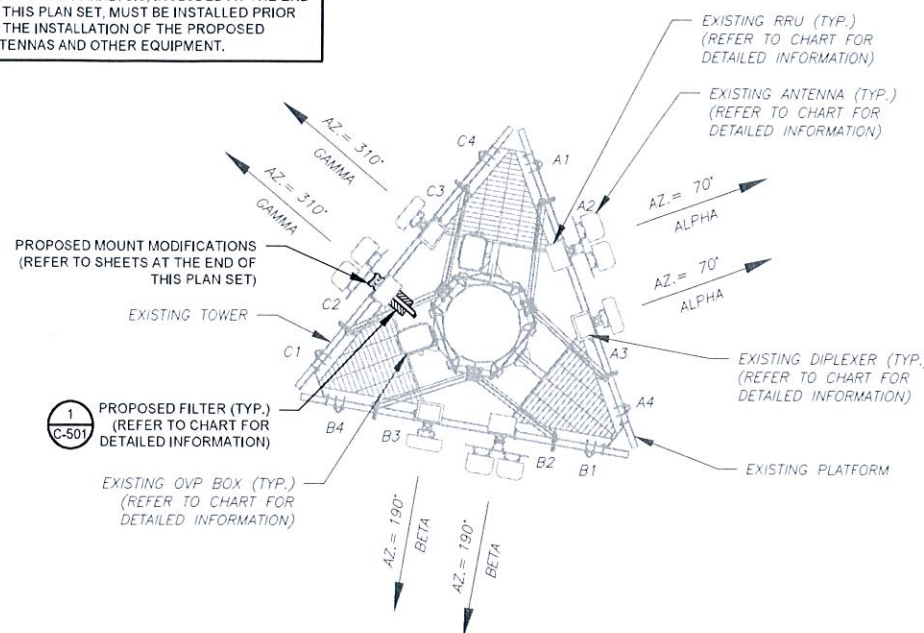 THIS PLAN SET, MUST BE INSTALLED PRIOR
THE INSTALLATION OF THE PROPOSED
TENNAS AND OTHER EQUIPMENT.
EXISTING RRU (TYP.)
(REFER TO CHART FOR
DETAILED INFORMATION)
EXISTING ANTENNA (TYP.)
(REFER TO CHART FOR
DETAILED INFORMATION)
AZ.= 310°
GAMMA
AZ.= 310°
GAMMA
C4
A1
C3
A2
AZ.= 70°
ALPHA
AZ.= 70°
ALPHA
PROPOSED MOUNT MODIFICATIONS
(REFER TO SHEETS AT THE END OF
THIS PLAN SET)
C2
EXISTING TOWER
C1
A3
EXISTING DIPLEXER (TYP.)
(REFER TO CHART FOR
DETAILED INFORMATION)
1
C-501
PROPOSED FILTER (TYP.)
(REFER TO CHART FOR
DETAILED INFORMATION)
B4
B3
B2
B1
A4
EXISTING PLATFORM
EXISTING OVP BOX (TYP.)
(REFER TO CHART FOR
DETAILED INFORMATION)
AZ.= 190°
BETA
AZ.= 190°
BETA